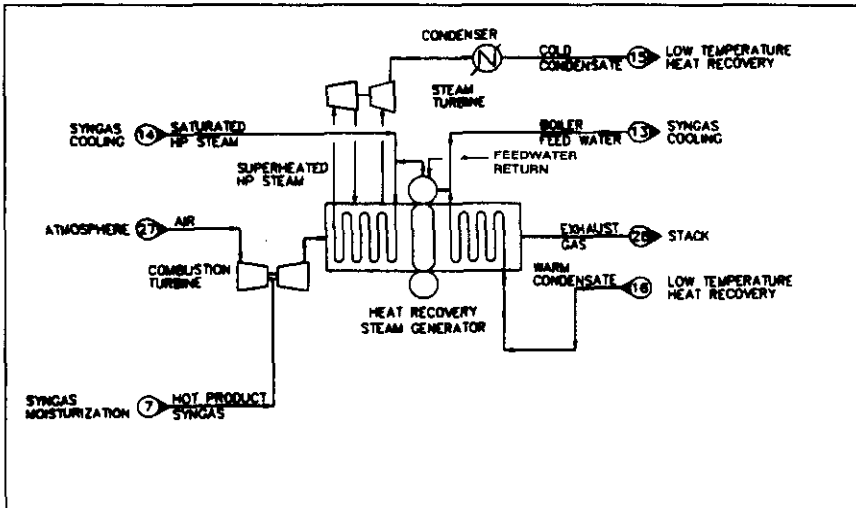 CONDENSER
COLD
CONDENSATE
15
LOW TEMPERATURE
HEAT RECOVERY
STEAM
TURBINE
SYNGAS
COOLING
14
SATURATED
HP STEAM
BOILER
FEED WATER
13
SYNGAS
COOLING
SUPERHEATED
HP STEAM
FEEDWATER
RETURN
ATMOSPHERE
27
AIR
EXHAUST
GAS
STACK
COMBUSTION
TURBINE
WARM
CONDENSATE
16
LOW TEMPERATURE
HEAT RECOVERY
HEAT RECOVERY
STEAM GENERATOR
SYNGAS
MOISTURIZATION
7
HOT PRODUCT
SYNGAS